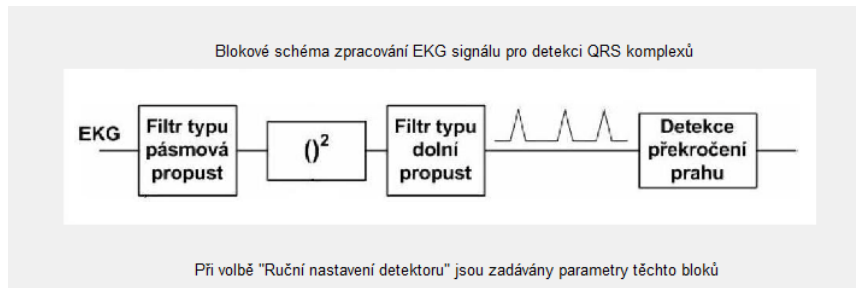 Blokové schéma zpracování EKG signálu pro detekci QRS komplexů
EKG
Filtr typu
pásmová
propust
()²
Filtr typu
dolní
propust
Detekce
překročení
prahu
Při volbě "Ruční nastavení detektoru" jsou zadávány parametry těchto bloků